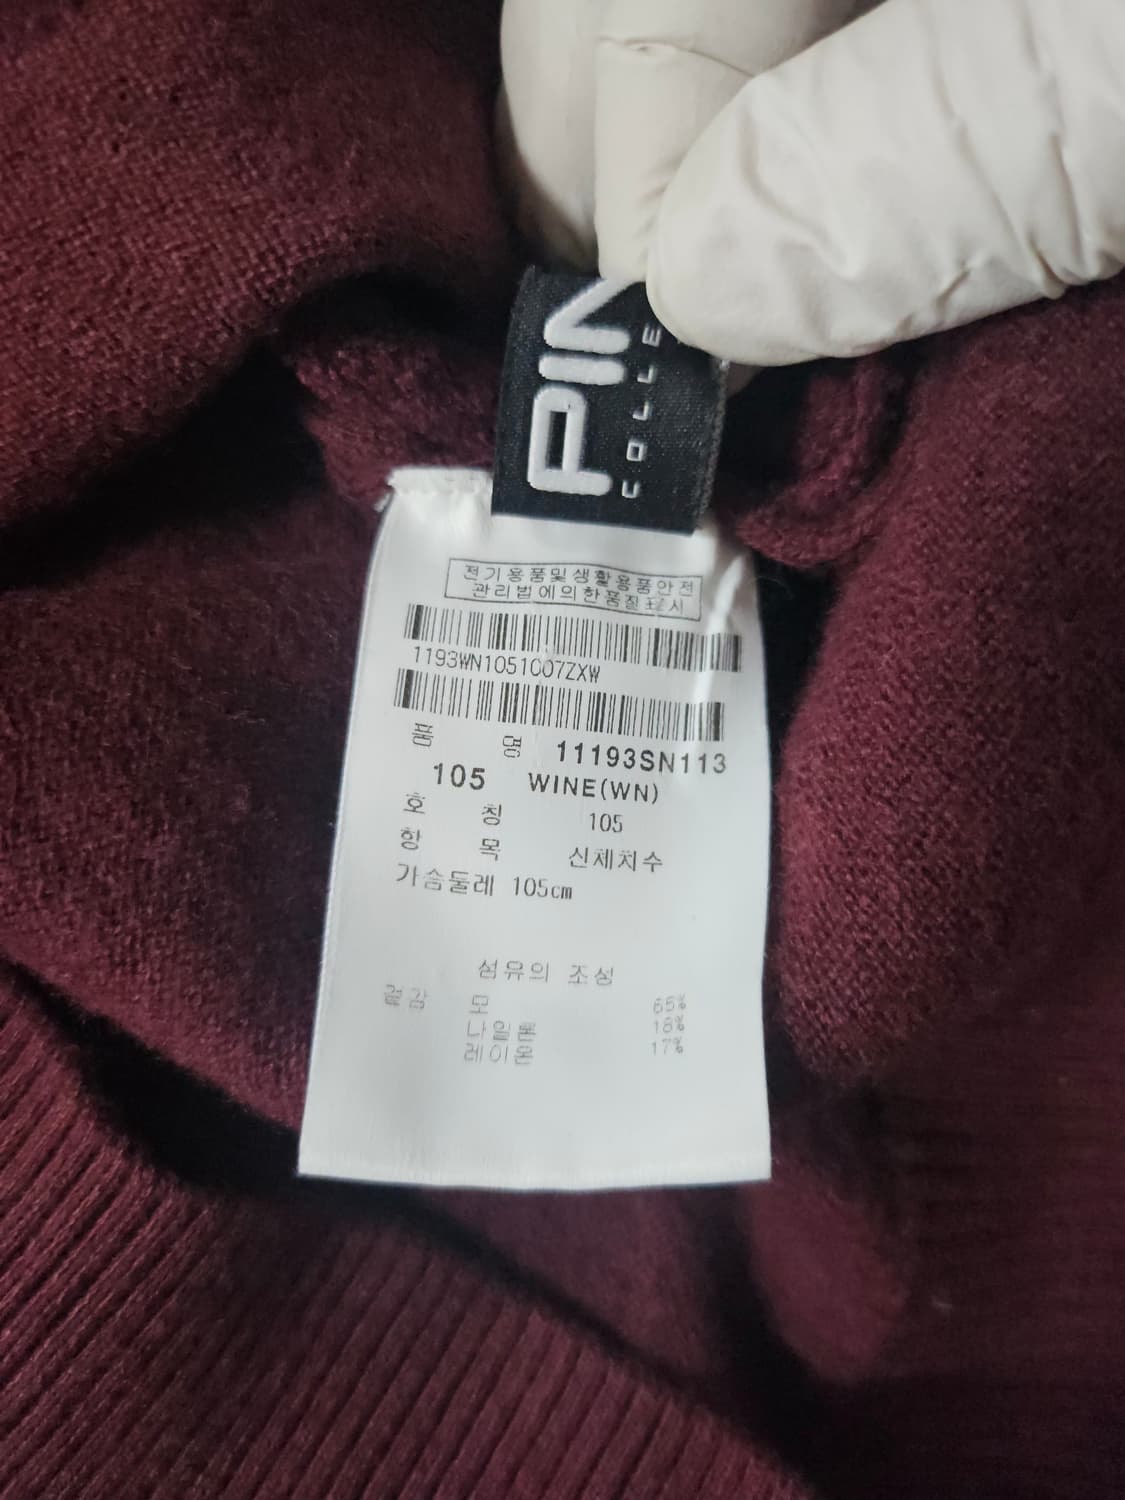 PIN
COLLE
전기용품및생활용품안전
관리법에의한품질표시
1193WN1051007ZXW
품 명 11193SN113
105 WINE(WN)
호 칭 105
항 목 신체치수
가슴둘레 105cm
섬유의 조성
겉감 모 65%
나일론 18%
레이온 17%